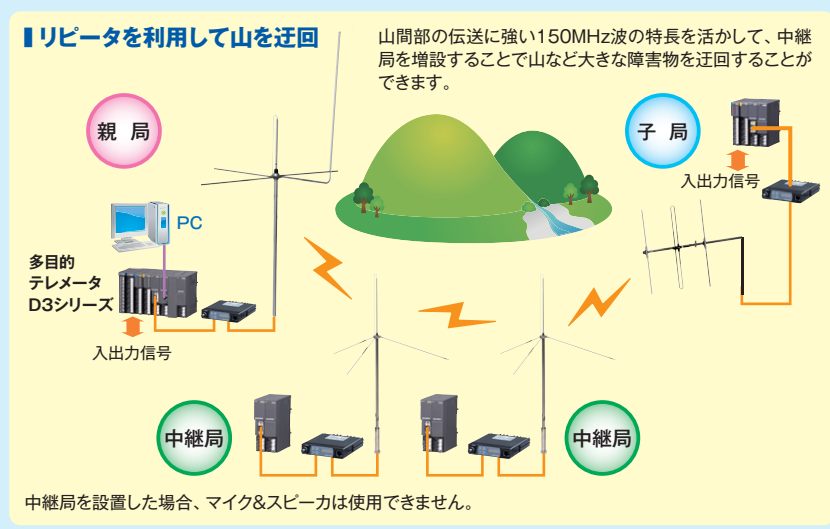 リピータを利用して山を迂回
山間部の伝送に強い150MHz波の特長を活かして、中継
局を増設することで山など大きな障害物を迂回することが
できます。
親 局
子 局
入出力信号
PC
多目的
テレメータ
D3シリーズ
入出力信号
中継局
中継局
中継局を設置した場合、マイク&スピーカは使用できません。